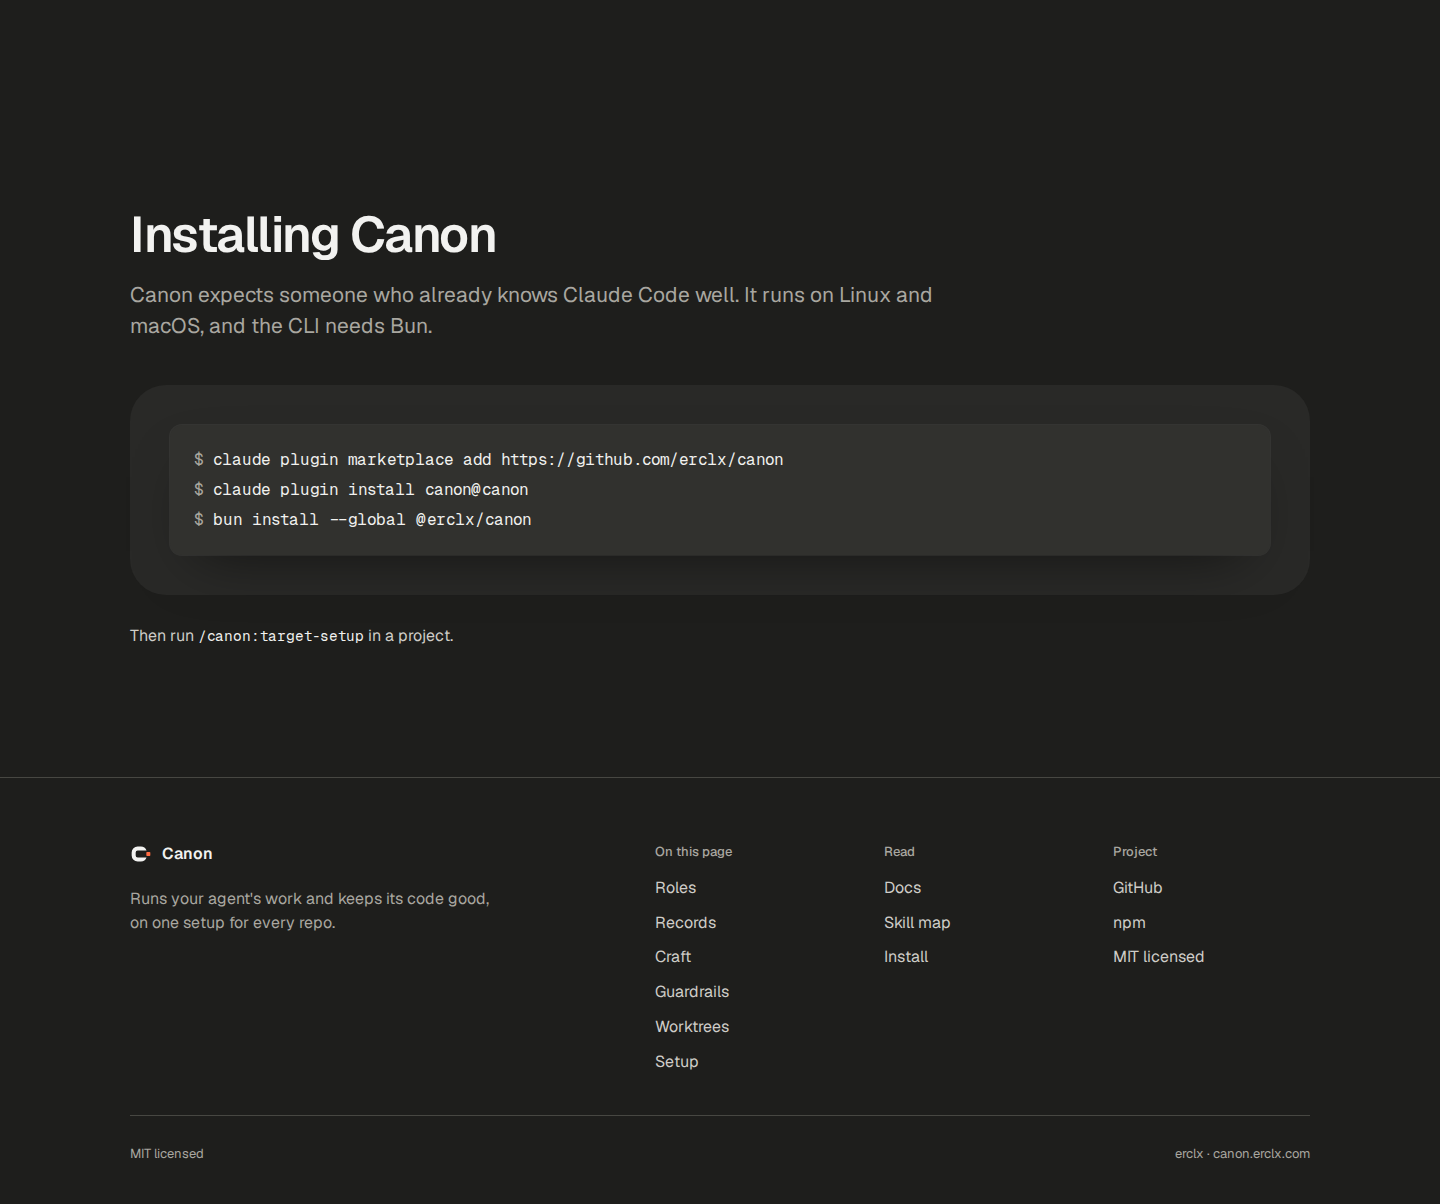 Installing Canon
Canon expects someone who already knows Claude Code well. It runs on Linux and
macOS, and the CLI needs Bun.
$ claude plugin marketplace add https://github.com/erclx/canon
$ claude plugin install canon@canon
$ bun install --global @erclx/canon
Then run /canon:target-setup in a project.
Canon
Runs your agent's work and keeps its code good,
on one setup for every repo.
On this page
Roles
Records
Craft
Guardrails
Worktrees
Setup
Read
Docs
Skill map
Install
Project
GitHub
npm
MIT licensed
MIT licensed
erclx · canon.erclx.com